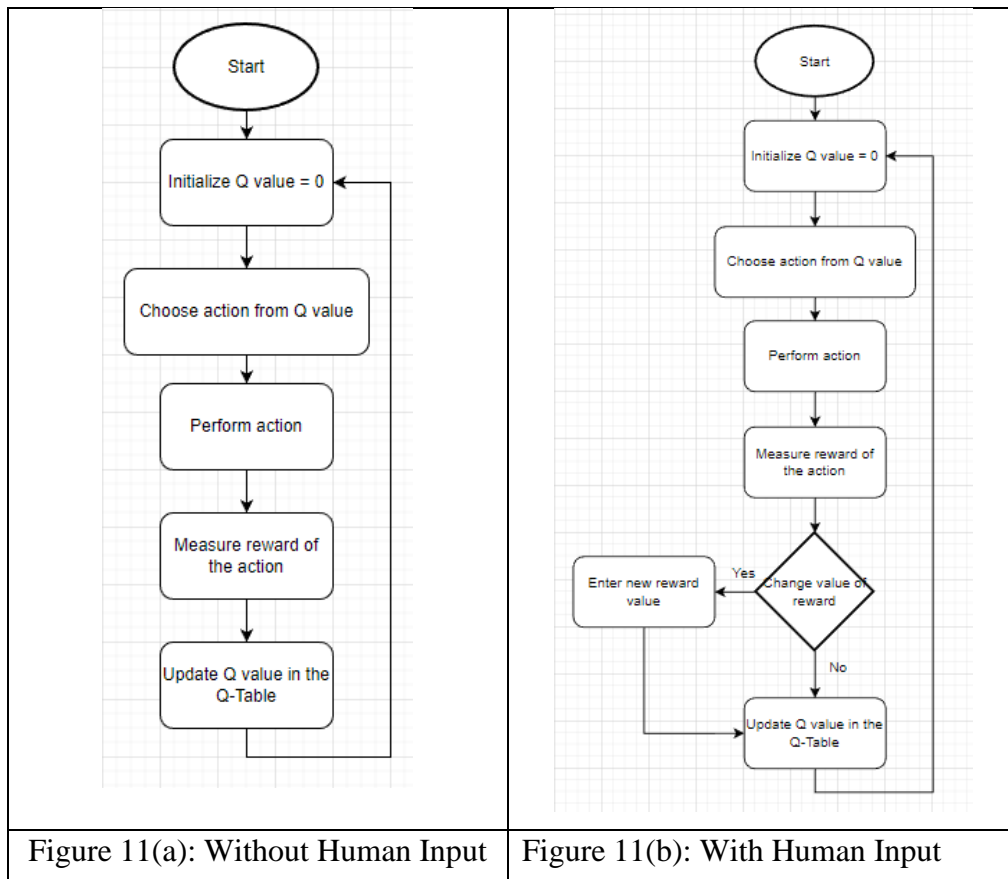 Start
Initialize Q value = 0
Choose action from Q value
Perform action
Measure reward of
the action
Update Q value in the
Q-Table
Figure 11(a): Without Human Input
Start
Initialize Q value = 0
Choose action from Q value
Perform action
Measure reward of
the action
Change value of
reward
Yes
Enter new reward
value
No
Update Q value in the
Q-Table
Figure 11(b): With Human Input